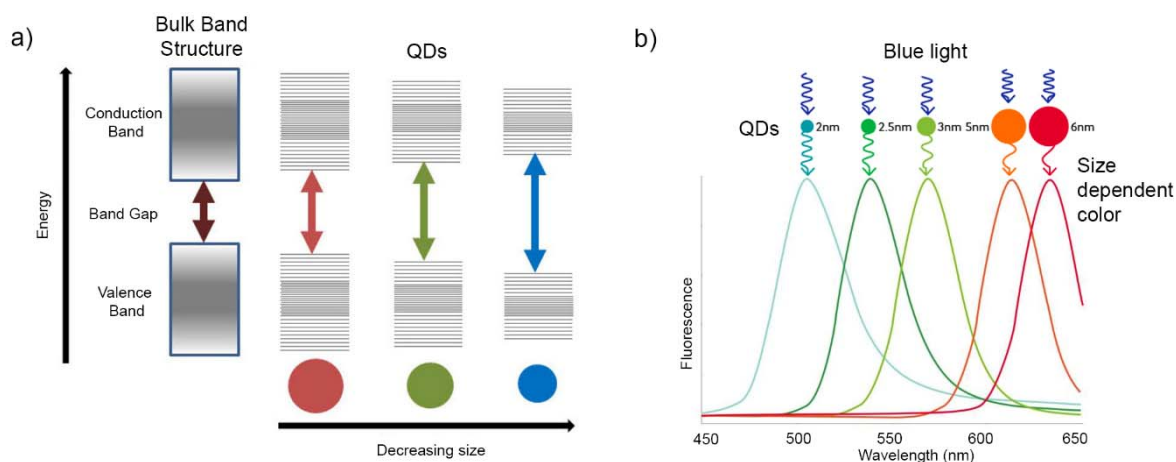 a)
Bulk Band
Structure
QDs
Energy
Conduction
Band
Band Gap
Valence
Band
Decreasing size
b)
Blue light
QDs
2nm
2.5nm
3nm
5nm
6nm
Size
dependent
color
Fluorescence
450
500
550
600
650
Wavelength (nm)